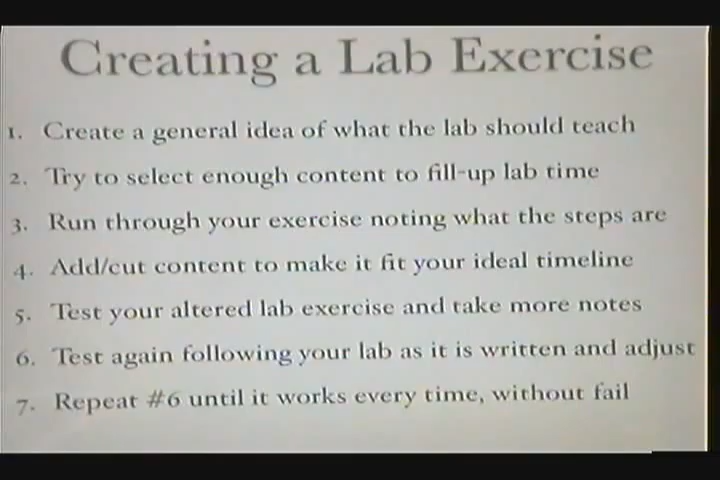 Creating a Lab Exercise
1. Create a general idea of what the lab should teach
2. Try to select enough content to fill-up lab time
3. Run through your exercise noting what the steps are
4. Add/cut content to make it fit your ideal timeline
5. Test your altered lab exercise and take more notes
6. Test again following your lab as it is written and adjust
7. Repeat #6 until it works every time, without fail